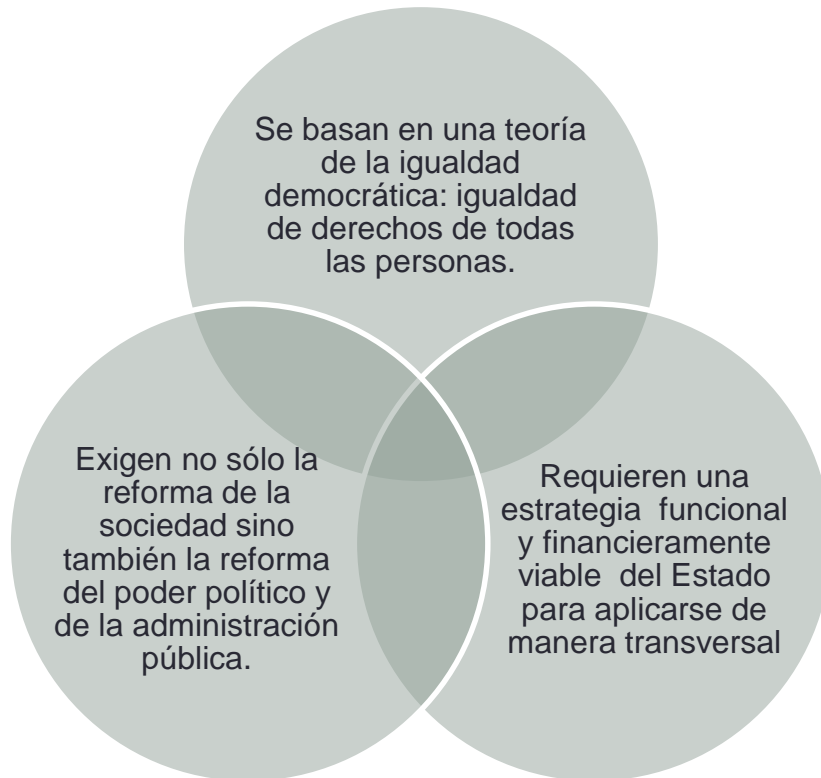 Se basan en una teoría
de la igualdad
democrática: igualdad
de derechos de todas
las personas.
Exigen no sólo la
reforma de la
sociedad sino
también la reforma
del poder político y
de la administración
pública.
Requieren una
estrategia funcional
y financieramente
viable del Estado
para aplicarse de
manera transversal